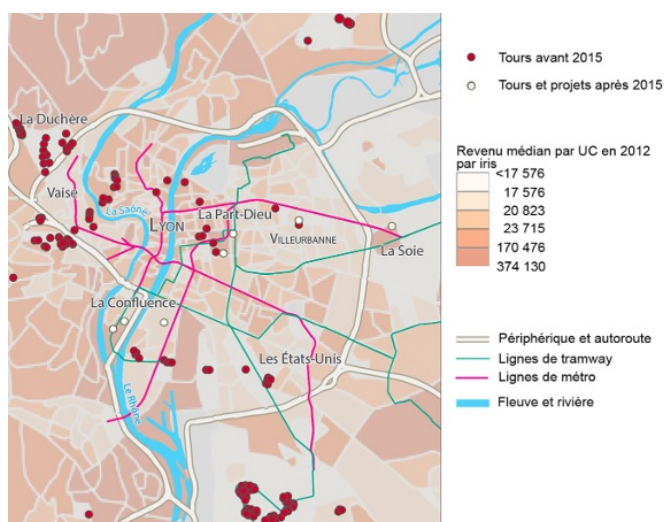 La Duchère
Vaise
La Saône
LYON
La Part-Dieu
VILLEURBANNE
La Soie
La Confluence
Les États-Unis
Le Rhône
Tours avant 2015
Tours et projets après 2015
Revenu médian par UC en 2012
par iris
<17 576
17 576
20 823
23 715
170 476
374 130
Périphérique et autoroute
Lignes de tramway
Lignes de métro
Fleuve et rivière